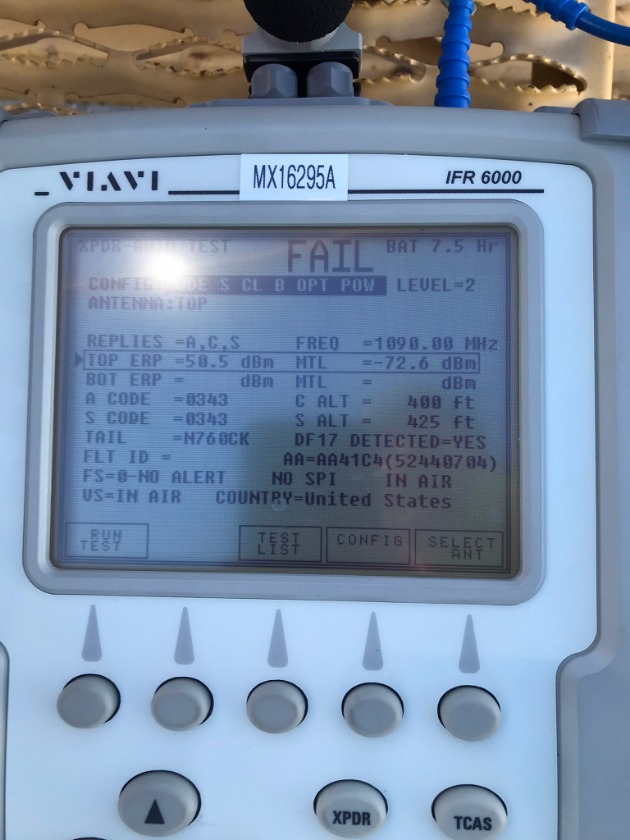 VIAVI MX16295A IFR 6000
XPDR-AUTO TEST FAIL BAT 7.5 Hr
CONFIG S CL B OPT POW LEVEL=2
ANTENNA:TOP
REPLIES =A,C,S FREQ =1090.00 MHz
TOP ERP =50.5 dBm MTL =-72.6 dBm
BOT ERP = dBm MTL = dBm
A CODE =0343 C ALT = 400 ft
S CODE =0343 S ALT = 425 ft
TAIL =N760CK DF17 DETECTED=YES
FLT ID = AA=AA41C4(52440704)
FS=0-NO ALERT NO SPI IN AIR
VS=IN AIR COUNTRY=United States
RUN TEST
TEST LIST
CONFIG
SELECT ANT
XPDR
TCAS